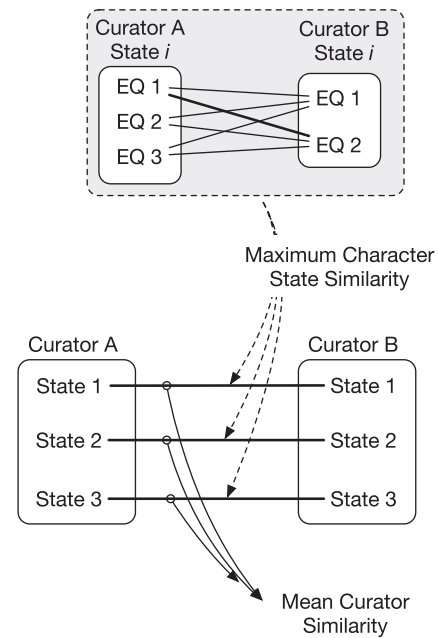 Curator A
State i
Curator B
State i
EQ 1
EQ 2
EQ 3
EQ 1
EQ 2
Maximum Character
State Similarity
Curator A
Curator B
State 1
State 1
State 2
State 2
State 3
State 3
Mean Curator
Similarity